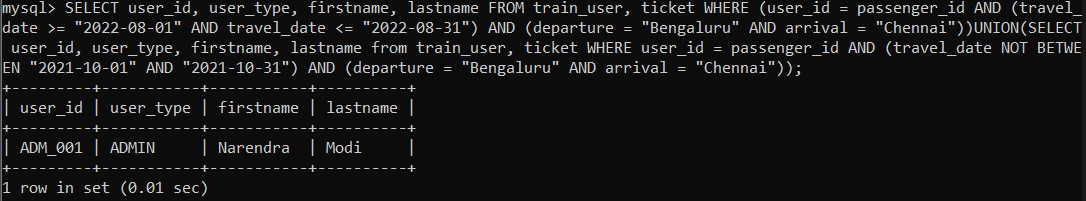 mysql> SELECT user_id, user_type, firstname, lastname FROM train_user, ticket WHERE (user_id = passenger_id AND (travel_
date >= "2022-08-01" AND travel_date <= "2022-08-31") AND (departure = "Bengaluru" AND arrival = "Chennai"))UNION(SELECT
 user_id, user_type, firstname, lastname from train_user, ticket WHERE user_id = passenger_id AND (travel_date NOT BETWE
EN "2021-10-01" AND "2021-10-31") AND (departure = "Bengaluru" AND arrival = "Chennai"));
+---------+-----------+-----------+----------+
| user_id | user_type | firstname | lastname |
+---------+-----------+-----------+----------+
| ADM_001 | ADMIN     | Narendra  | Modi     |
+---------+-----------+-----------+----------+
1 row in set (0.01 sec)